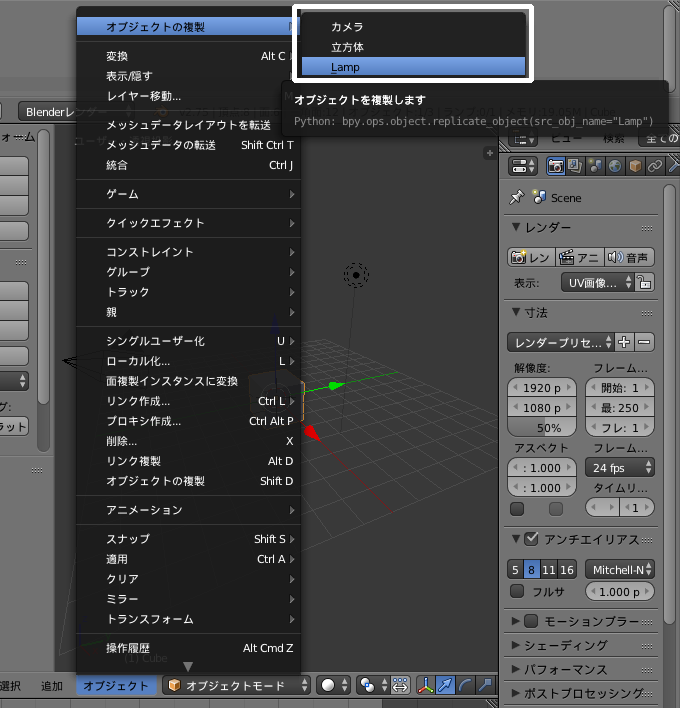 オブジェクトの複製
カメラ
立方体
Lamp
オブジェクトを複製します
Python: bpy.ops.object.replicate_object(src_obj_name="Lamp")
変換 Alt C
表示/隠す
レイヤー移動...
メッシュデータレイアウトを転送
メッシュデータの転送 Shift Ctrl T
統合 Ctrl J
ゲーム
クイックエフェクト
コンストレイント
グループ
トラック
親
シングルユーザー化 U
ローカル化... L
面複製インスタンスに変換
リンク作成... Ctrl L
プロキシ作成... Ctrl Alt P
削除... X
リンク複製 Alt D
オブジェクトの複製 Shift D
アニメーション
スナップ Shift S
適用 Ctrl A
クリア
ミラー
トランスフォーム
操作履歴 Alt Cmd Z
(1) Cube
選択 追加 オブジェクト オブジェクトモード
Blenderレンダー
ォーム
グ:
ラット
全ての
Scene
レンダー
レン アニ 音声
表示: UV画像...
寸法
レンダープリセ...
解像度: フレーム...
1920 p 開始: 1
1080 p 最: 250
50% フレ: 1
アスペクト フレーム...
: 1.000 24 fps
: 1.000 タイムリ...
1
アンチエイリアス
5 8 11 16 Mitchell-N
フルサ 1.000 p
モーションブラー
シェーディング
パフォーマンス
ポストプロセッシング